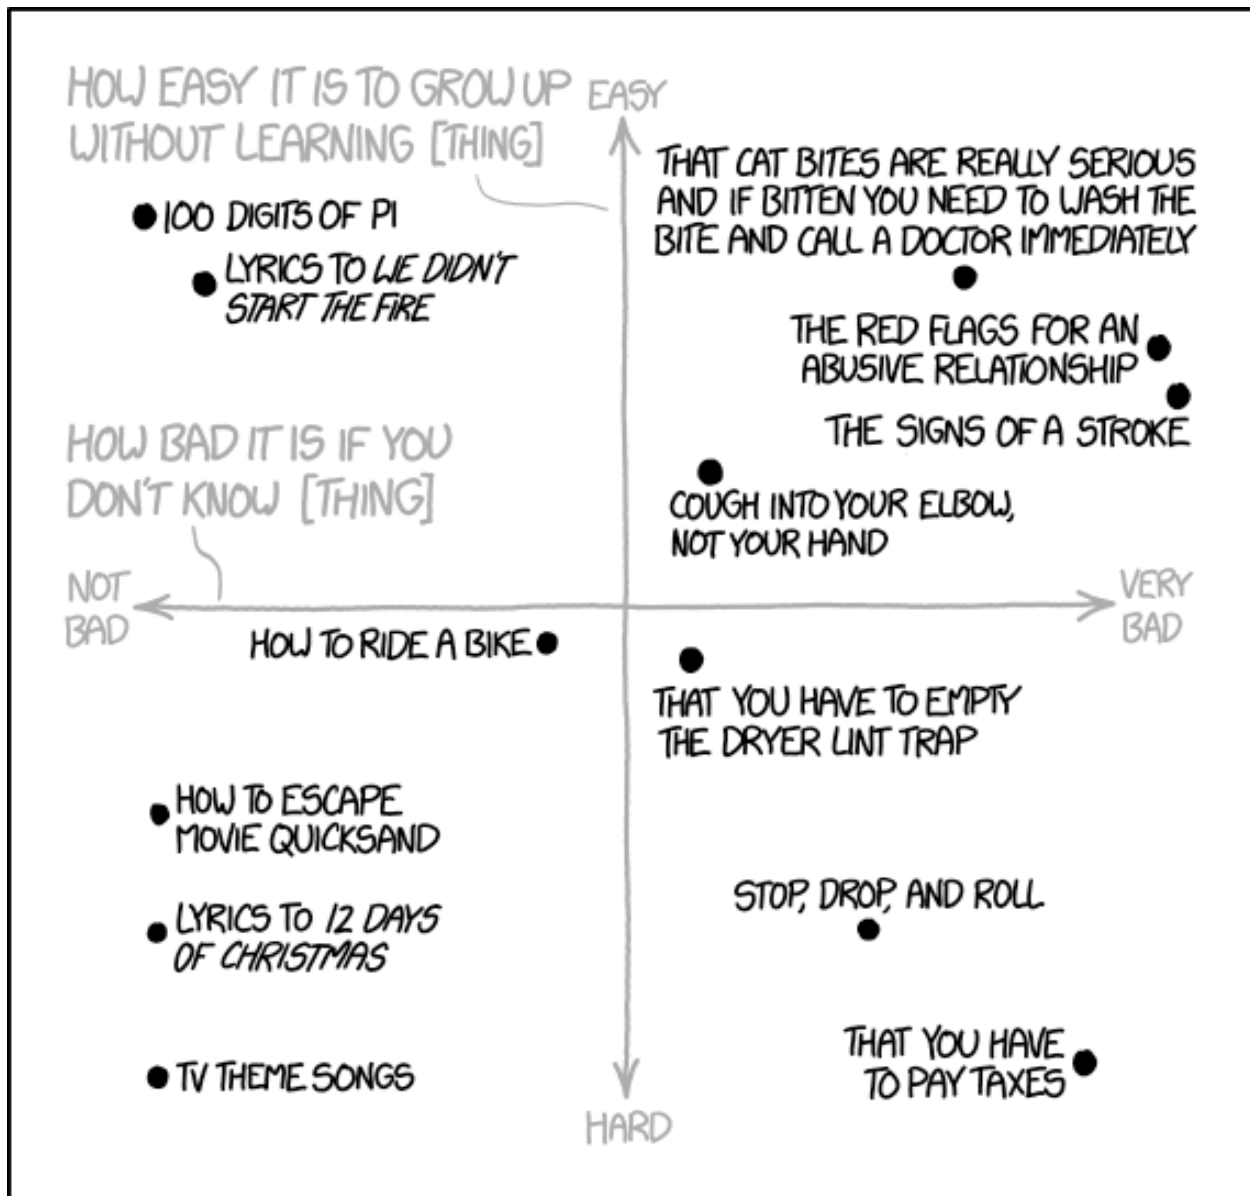 HOW EASY IT IS TO GROW UP
WITHOUT LEARNING [THING]
EASY
100 DIGITS OF PI
LYRICS TO WE DIDN'T
START THE FIRE
THAT CAT BITES ARE REALLY SERIOUS
AND IF BITTEN YOU NEED TO WASH THE
BITE AND CALL A DOCTOR IMMEDIATELY
THE RED FLAGS FOR AN
ABUSIVE RELATIONSHIP
THE SIGNS OF A STROKE
COUGH INTO YOUR ELBOW,
NOT YOUR HAND
HOW BAD IT IS IF YOU
DON'T KNOW [THING]
NOT
BAD
VERY
BAD
HOW TO RIDE A BIKE
THAT YOU HAVE TO EMPTY
THE DRYER LINT TRAP
HOW TO ESCAPE
MOVIE QUICKSAND
LYRICS TO 12 DAYS
OF CHRISTMAS
TV THEME SONGS
STOP, DROP, AND ROLL
THAT YOU HAVE
TO PAY TAXES
HARD